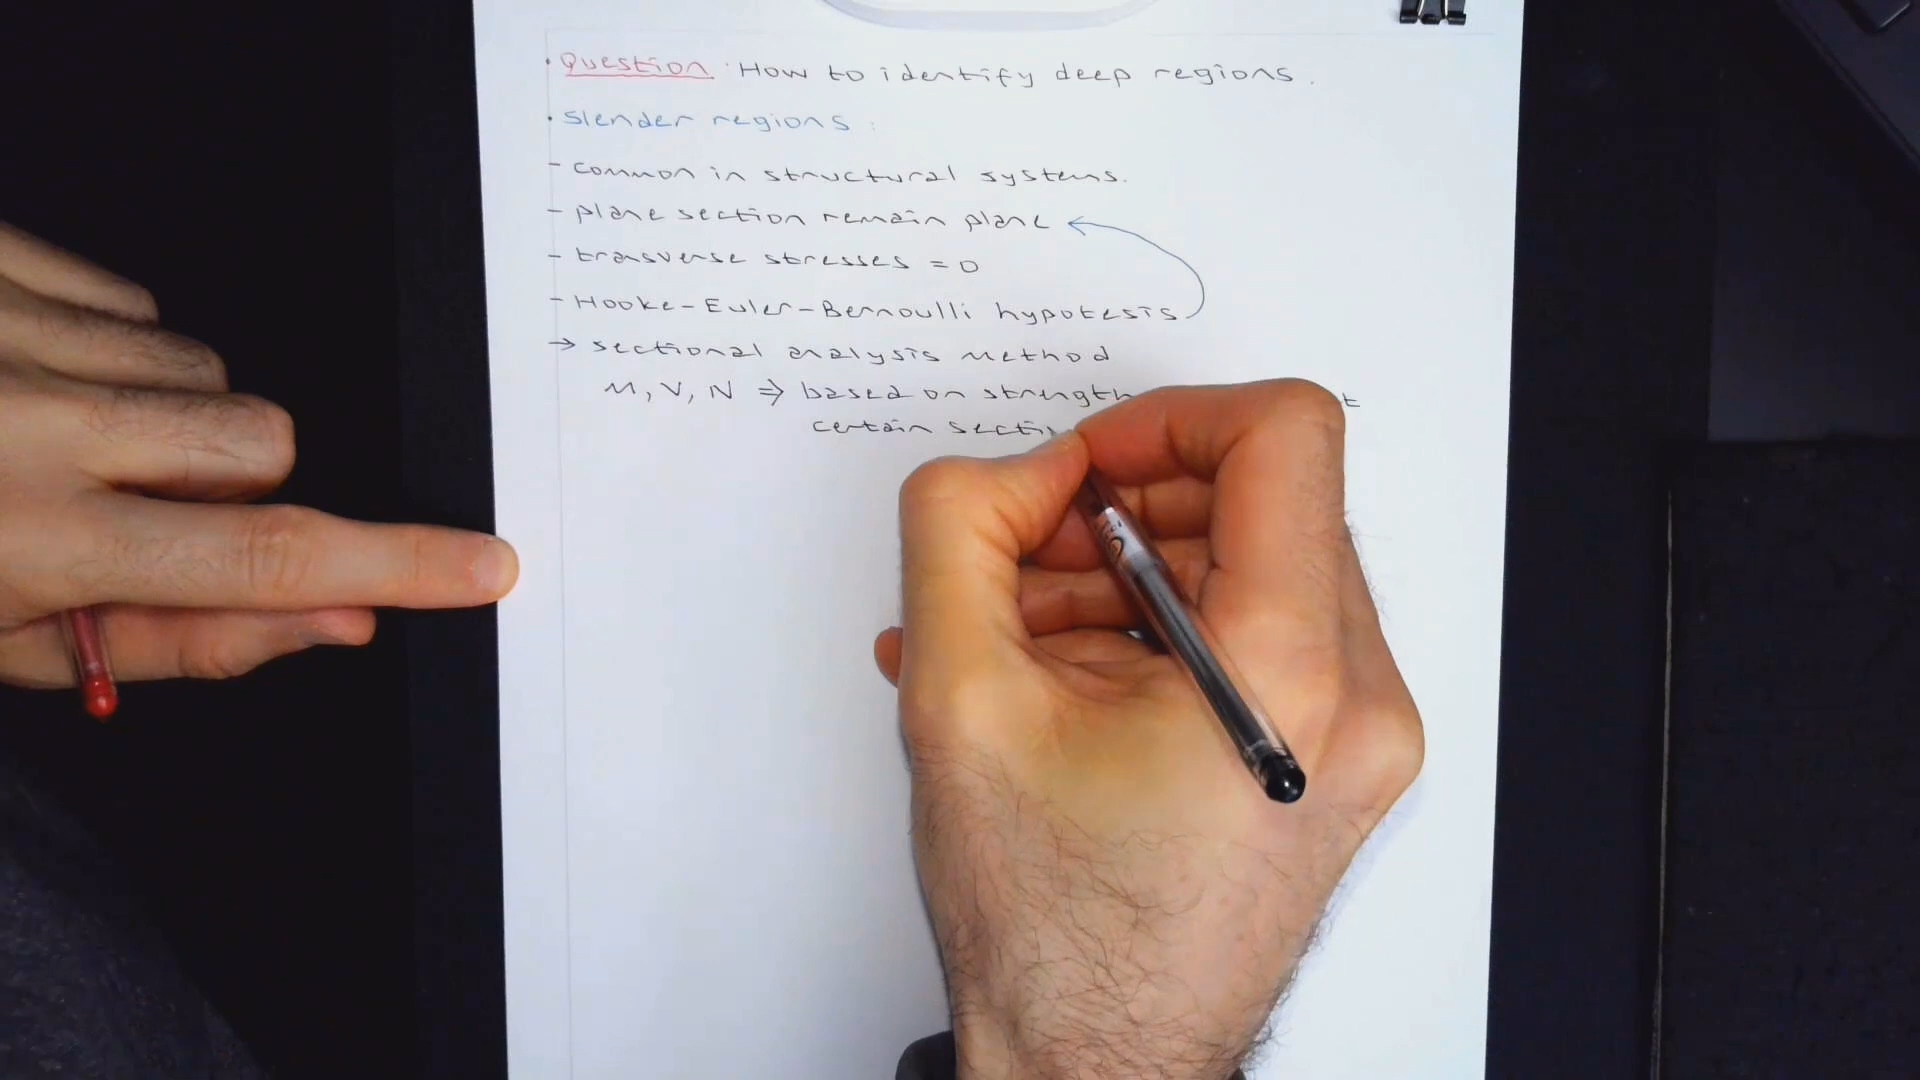 · Question : How to identify deep regions.
· Slender regions :
- common in structural systems.
- plane section remain plane
- trasverse stresses = 0
- Hooke-Euler-Bernoulli hypotesis
→ sectional analysis method
M, V, N ⇒ based on strength
certain